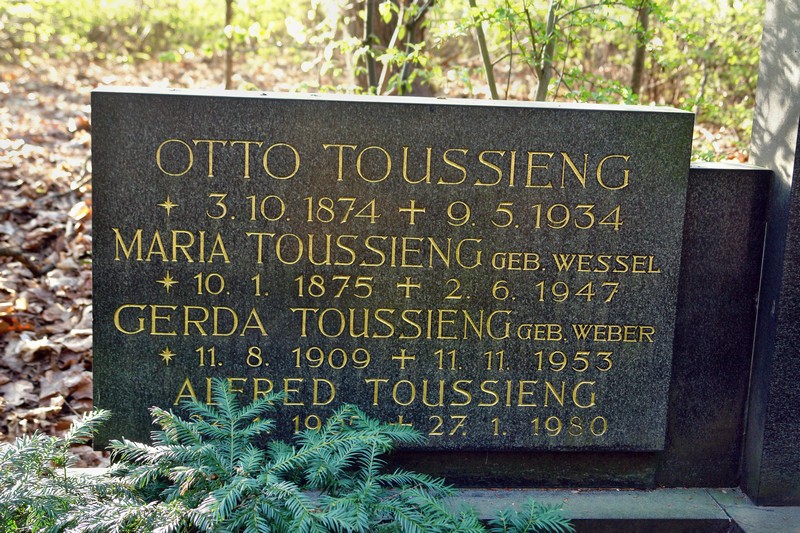 OTTO TOUSSIENG
* 3. 10. 1874 + 9. 5. 1934
MARIA TOUSSIENG GEB. WESSEL
* 10. 1. 1875 + 2. 6. 1947
GERDA TOUSSIENG GEB. WEBER
* 11. 8. 1909 + 11. 11. 1953
ALFRED TOUSSIENG
+ 27. 1. 1980